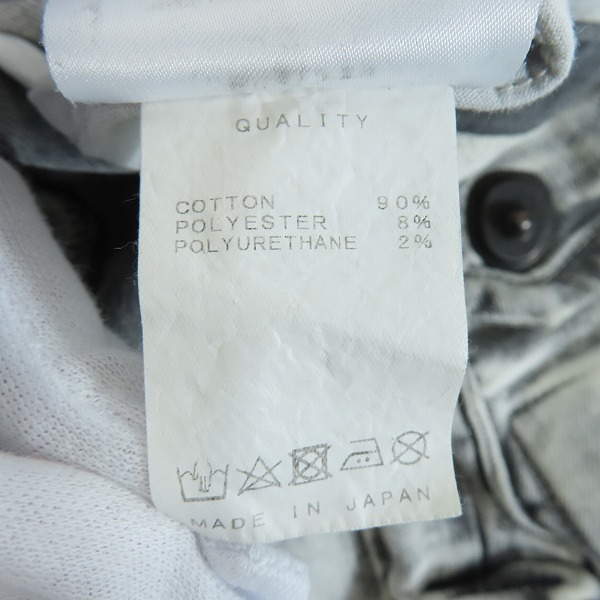 QUALITY
COTTON 90%
POLYESTER 8%
POLYURETHANE 2%
MADE IN JAPAN